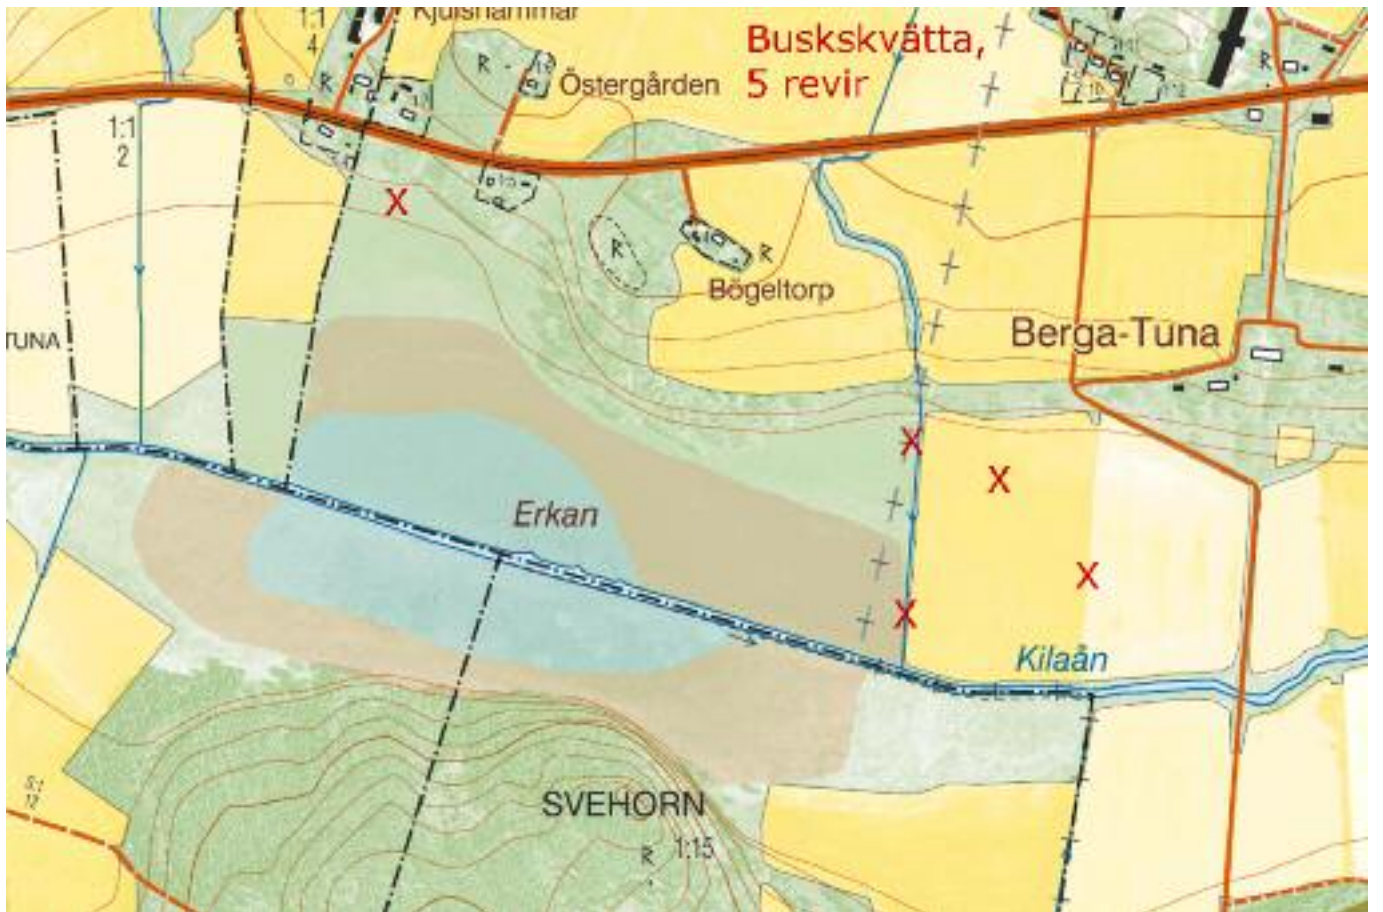 Kjulshammar
Buskskvätta,
5 revir
1:1
4
R
R
Östergården
R
1:1
2
R
R
Bögeltorp
Berga-Tuna
TUNA
Erkan
Kilaån
SVEHORN
R
1:15
X
X
X
X
X